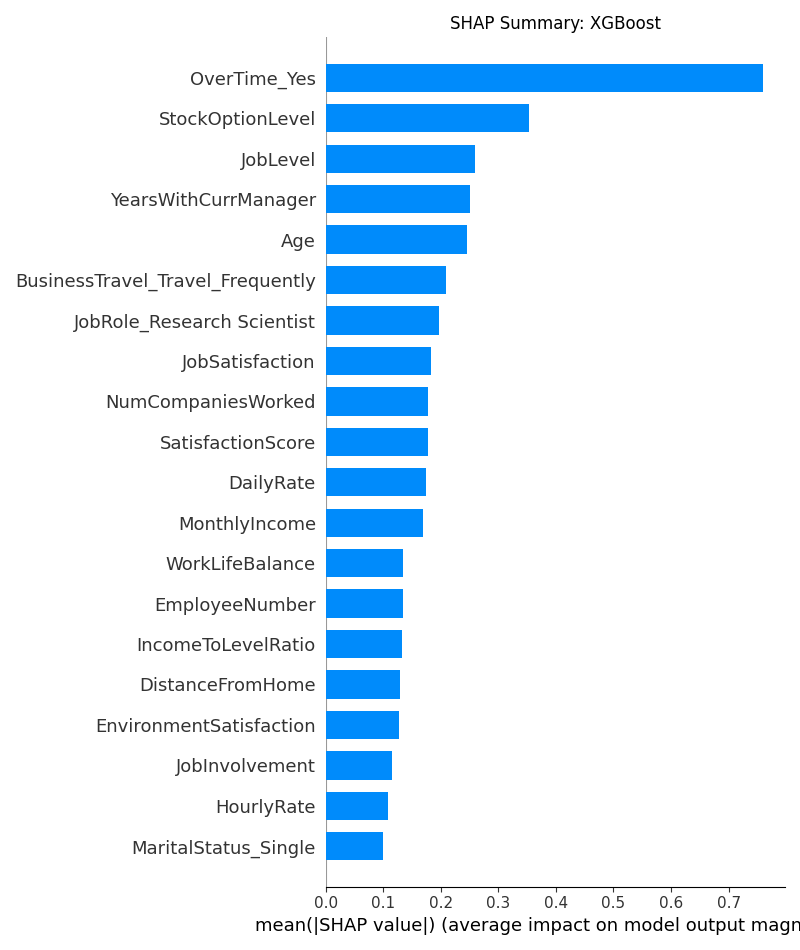 SHAP Summary: XGBoost
OverTime_Yes
StockOptionLevel
JobLevel
YearsWithCurrManager
Age
BusinessTravel_Travel_Frequently
JobRole_Research Scientist
JobSatisfaction
NumCompaniesWorked
SatisfactionScore
DailyRate
MonthlyIncome
WorkLifeBalance
EmployeeNumber
IncomeToLevelRatio
DistanceFromHome
EnvironmentSatisfaction
JobInvolvement
HourlyRate
MaritalStatus_Single
0.0 0.1 0.2 0.3 0.4 0.5 0.6 0.7
mean(|SHAP value|) (average impact on model output magn